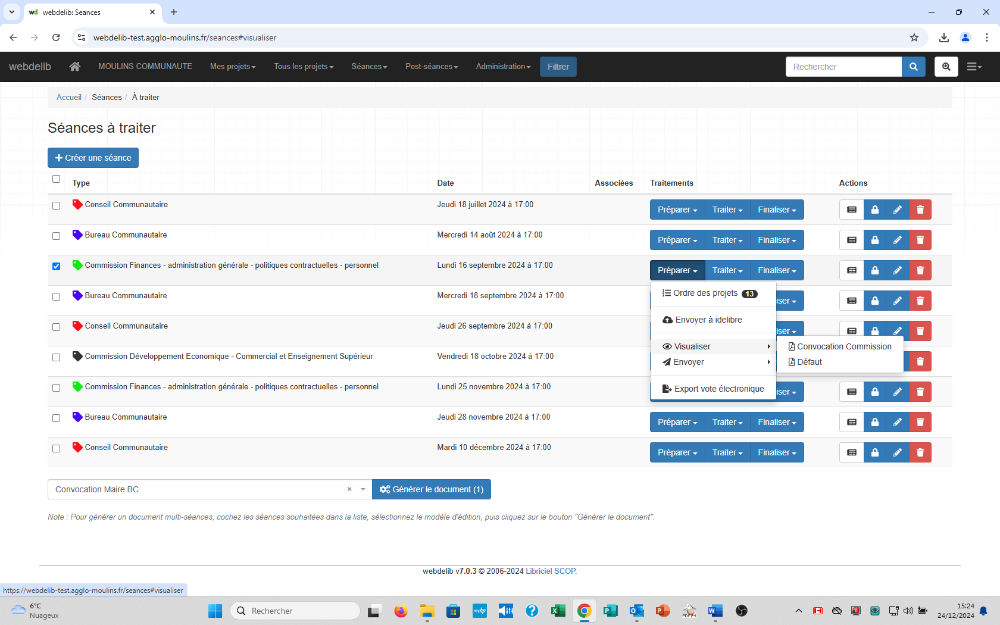 webdelib: Seances
webdelib-test.agglo-moulins.fr/seances#visualiser
webdelib MOULINS COMMUNAUTE Mes projets Tous les projets Séances Post-séances Administration Filtrer Rechercher
Accueil / Séances / À traiter
Séances à traiter
+ Créer une séance
Type Date Associées Traitements Actions
Conseil Communautaire Jeudi 18 juillet 2024 à 17:00 Préparer Traiter Finaliser
Bureau Communautaire Mercredi 14 août 2024 à 17:00 Préparer Traiter Finaliser
Commission Finances - administration générale - politiques contractuelles - personnel Lundi 16 septembre 2024 à 17:00 Préparer Traiter Finaliser
Ordre des projets 13
Bureau Communautaire Mercredi 18 septembre 2024 à 17:00 iser
Envoyer à idelibre
Conseil Communautaire Jeudi 26 septembre 2024 à 17:00 iser
Visualiser Convocation Commission
Commission Développement Economique - Commercial et Enseignement Supérieur Vendredi 18 octobre 2024 à 17:00
Envoyer Défaut
Commission Finances - administration générale - politiques contractuelles - personnel Lundi 25 novembre 2024 à 17:00 iser
Export vote électronique
Bureau Communautaire Jeudi 28 novembre 2024 à 17:00 Préparer Traiter Finaliser
Conseil Communautaire Mardi 10 décembre 2024 à 17:00 Préparer Traiter Finaliser
Convocation Maire BC × Générer le document (1)
Note : Pour générer un document multi-séances, cochez les séances souhaitées dans la liste, sélectionnez le modèle d'édition, puis cliquez sur le bouton "Générer le document".
webdelib v7.0.3 © 2006-2024 Libriciel SCOP.
https://webdelib-test.agglo-moulins.fr/seances#visualiser
6°C
Nuageux
Rechercher
15:24
24/12/2024